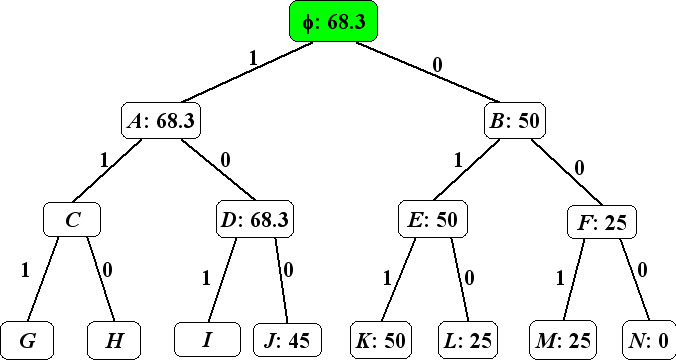 ϕ: 68.3
1 0
A: 68.3 B: 50
1 0 1 0
C D: 68.3 E: 50 F: 25
1 0 1 0 1 0 1 0
G H I J: 45 K: 50 L: 25 M: 25 N: 0